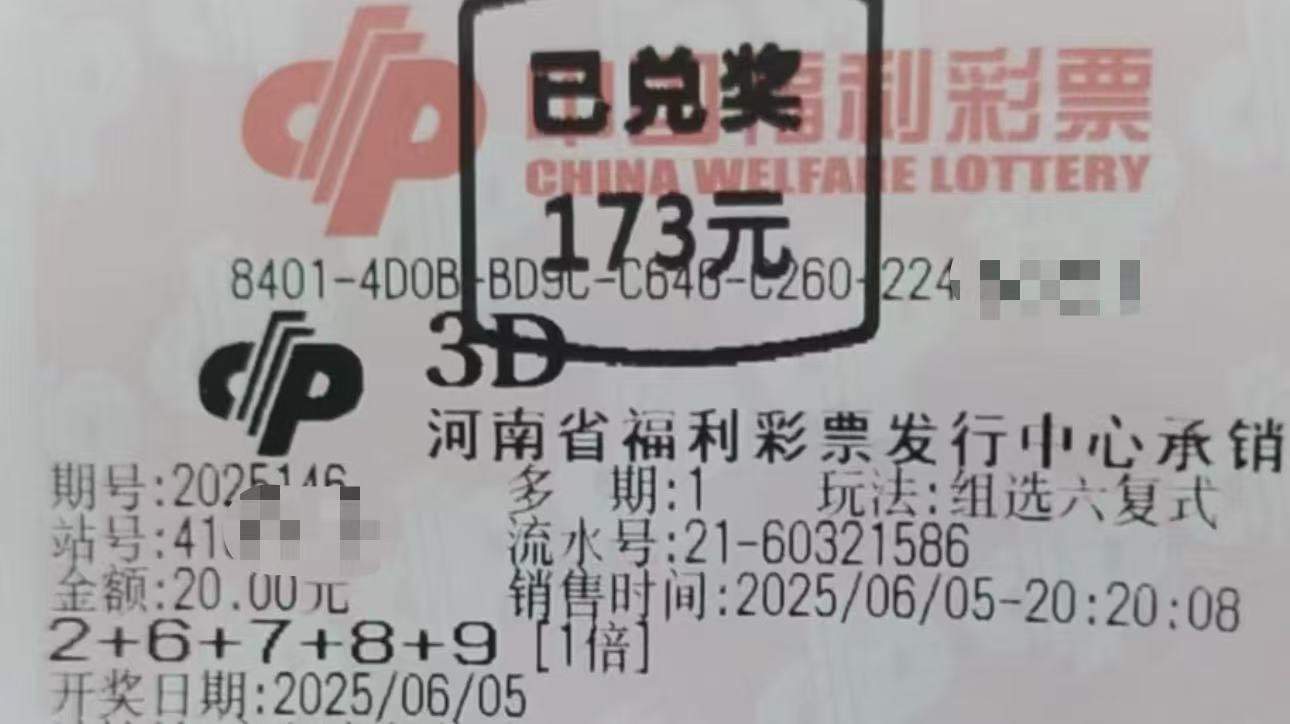 已兑奖
中国福利彩票
CHINA WELFARE LOTTERY
173元
8401-4D0B-BD9C-C646-C260-224
3D
河南省福利彩票发行中心承销
期号:2025146 多 期:1 玩法:组选六复式
站号:41 流水号:21-60321586
金额:20.00元 销售时间:2025/06/05-20:20:08
2+6+7+8+9 [1倍]
开奖日期:2025/06/05